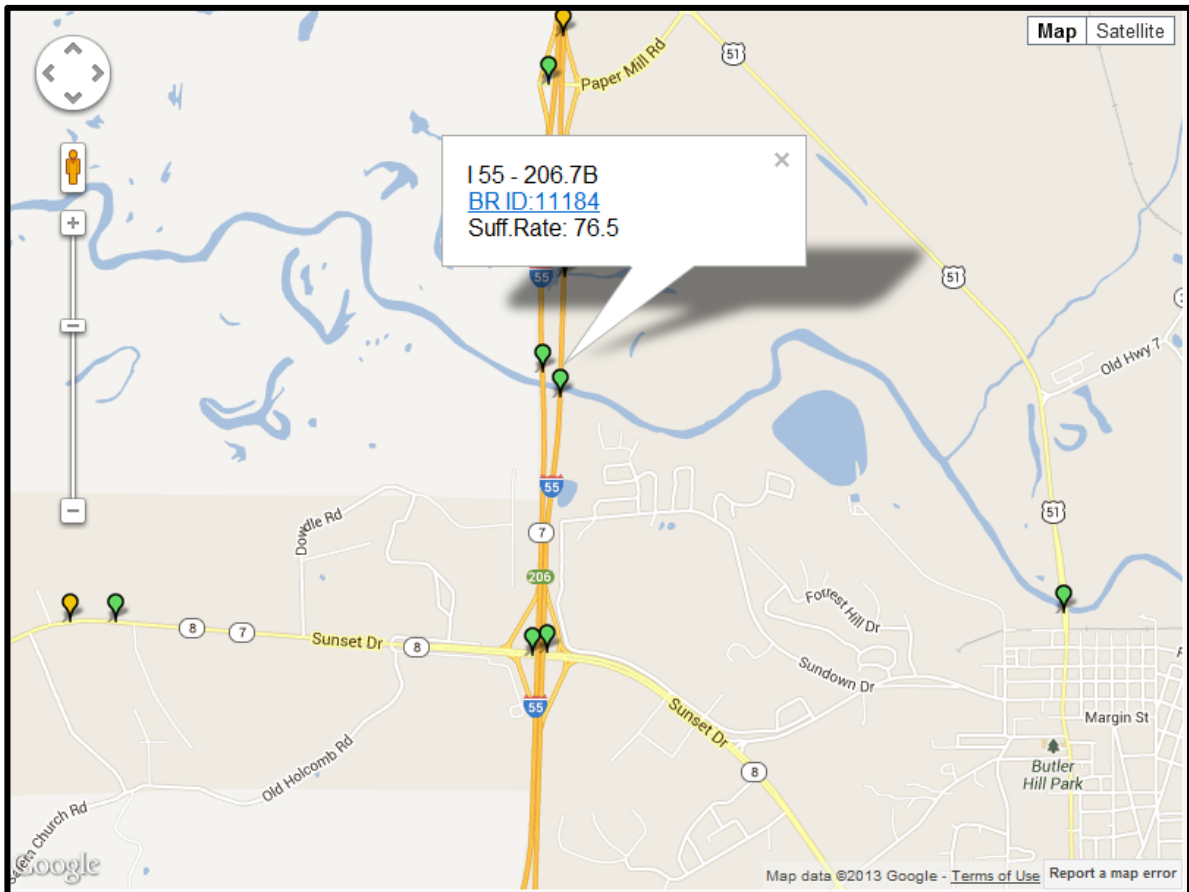 Map Satellite
51
Paper Mill Rd
I 55 - 206.7B
BR ID:11184
Suff.Rate: 76.5
×
55
51
Old Hwy 7
55
51
7
Dowdle Rd
206
8
7
Sunset Dr
8
Forrest Hill Dr
Sundown Dr
55
Sunset Dr
Margin St
8
Butler
Hill Park
Old Holcomb Rd
Church Rd
Google
Map data ©2013 Google - Terms of Use Report a map error